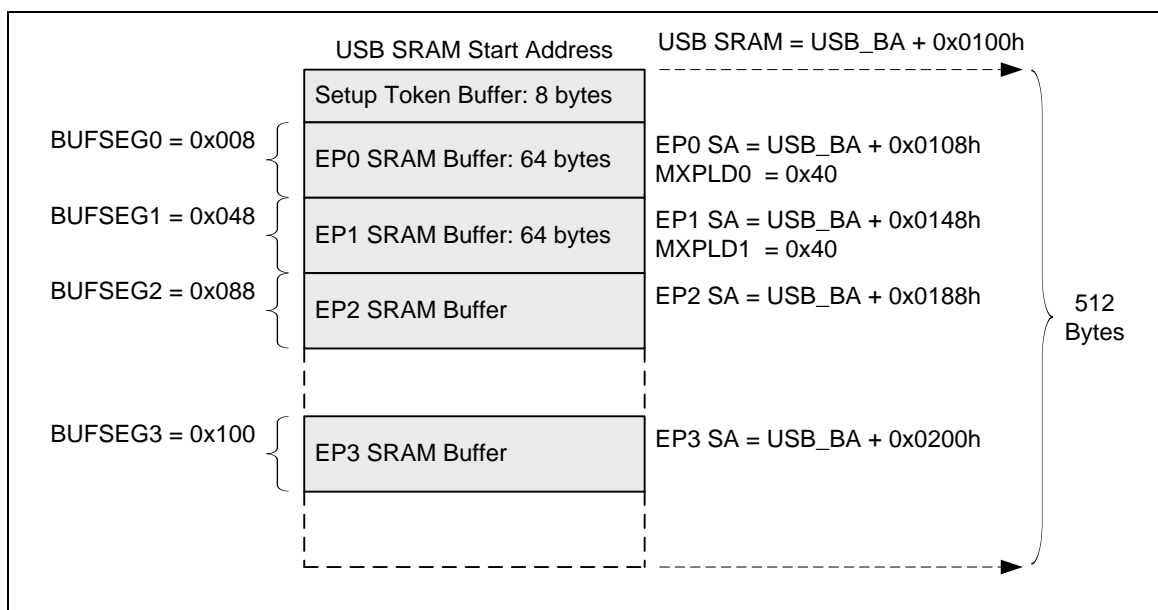 USB SRAM Start Address
USB SRAM = USB_BA + 0x0100h
Setup Token Buffer: 8 bytes
BUFSEG0 = 0x008
EP0 SRAM Buffer: 64 bytes
EP0 SA = USB_BA + 0x0108h
MXPLD0 = 0x40
BUFSEG1 = 0x048
EP1 SRAM Buffer: 64 bytes
EP1 SA = USB_BA + 0x0148h
MXPLD1 = 0x40
BUFSEG2 = 0x088
EP2 SRAM Buffer
EP2 SA = USB_BA + 0x0188h
512
Bytes
BUFSEG3 = 0x100
EP3 SRAM Buffer
EP3 SA = USB_BA + 0x0200h